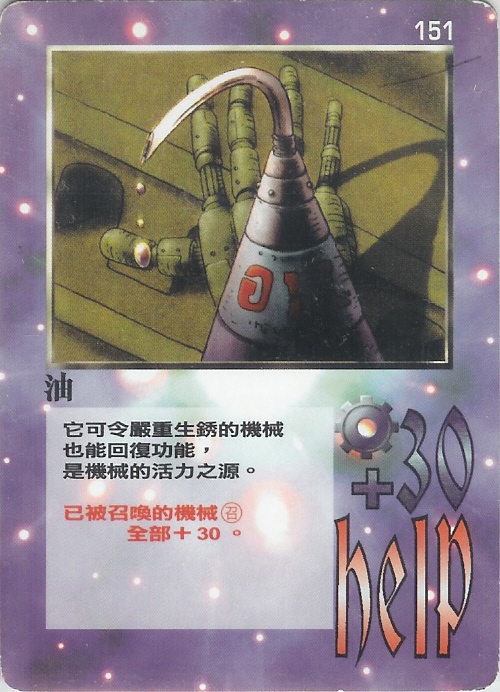 151
油
它可令嚴重生銹的機械
也能回復功能，
是機械的活力之源。
已被召喚的機械㊀召
全部＋30。
+30
help